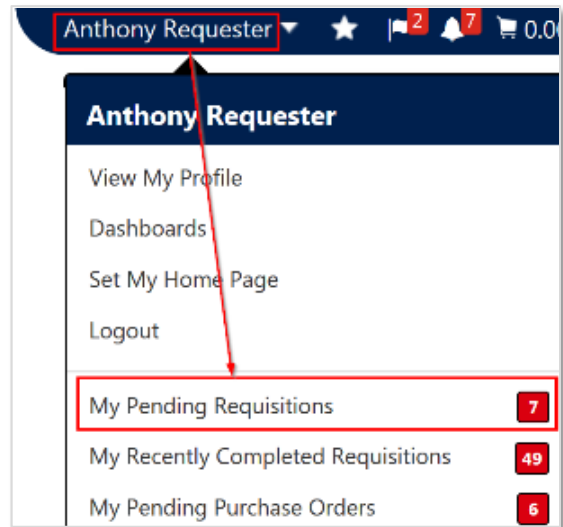 Anthony Requester 2 7 0.0
Anthony Requester
View My Profile
Dashboards
Set My Home Page
Logout
My Pending Requisitions 7
My Recently Completed Requisitions 49
My Pending Purchase Orders 6